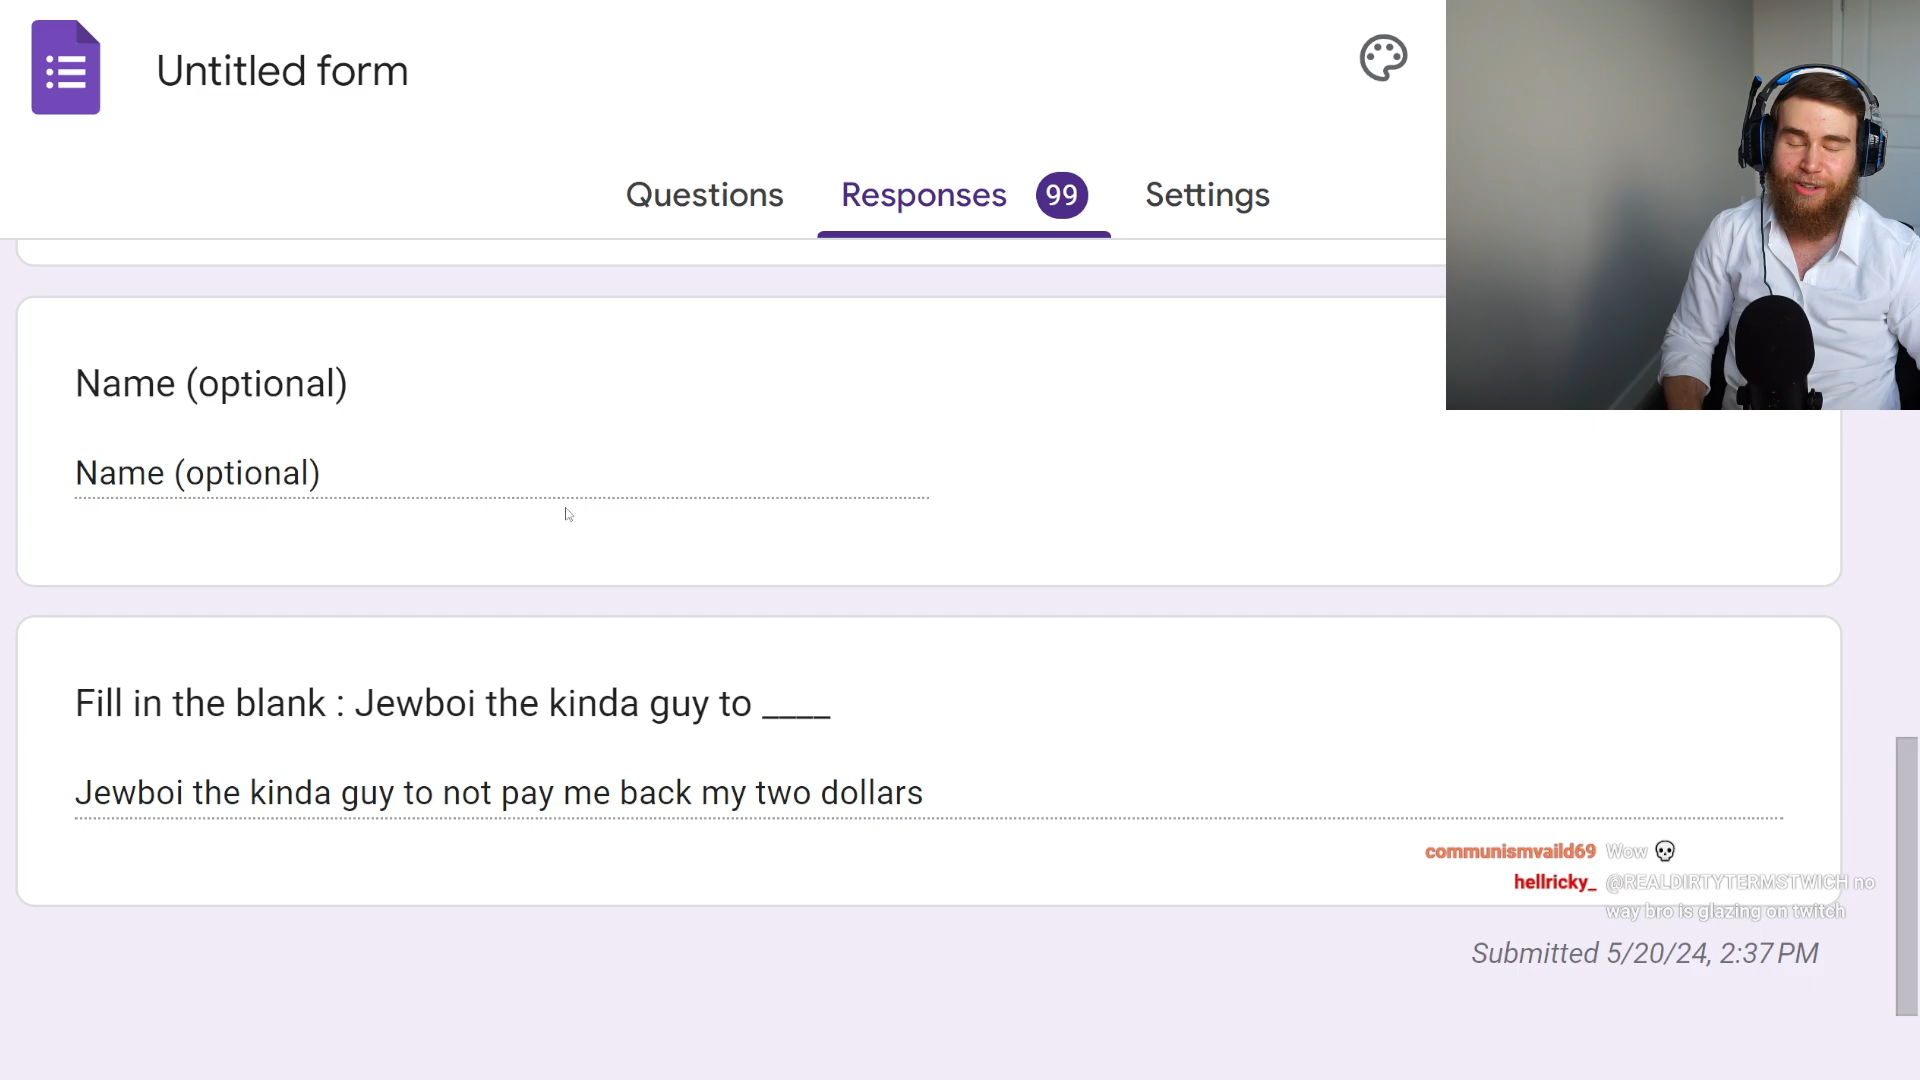 Untitled form
Questions
Responses 99
Settings
Name (optional)
Name (optional)
Fill in the blank : Jewboi the kinda guy to ____
Jewboi the kinda guy to not pay me back my two dollars
communismvaild69 Wow 💀
hellricky_ @REALDIRTYTERMSTWICH no
way bro is glazing on twitch
Submitted 5/20/24, 2:37 PM